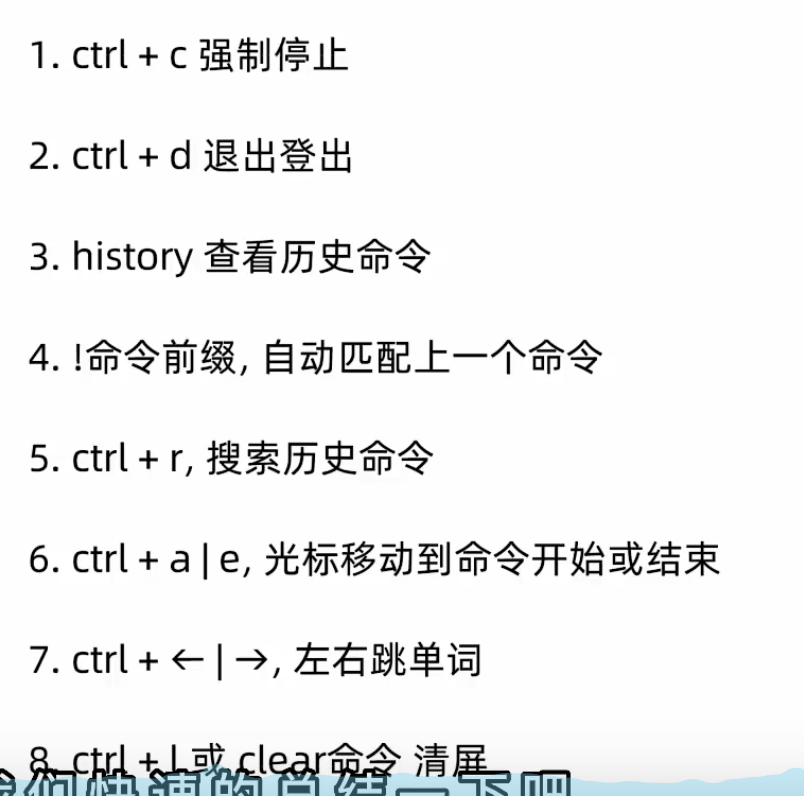 1. ctrl + c 强制停止
2. ctrl + d 退出登出
3. history 查看历史命令
4. !命令前缀, 自动匹配上一个命令
5. ctrl + r, 搜索历史命令
6. ctrl + a | e, 光标移动到命令开始或结束
7. ctrl + ← | →, 左右跳单词
8. ctrl + l 或 clear命令 清屏
我们快速的总结一下吧